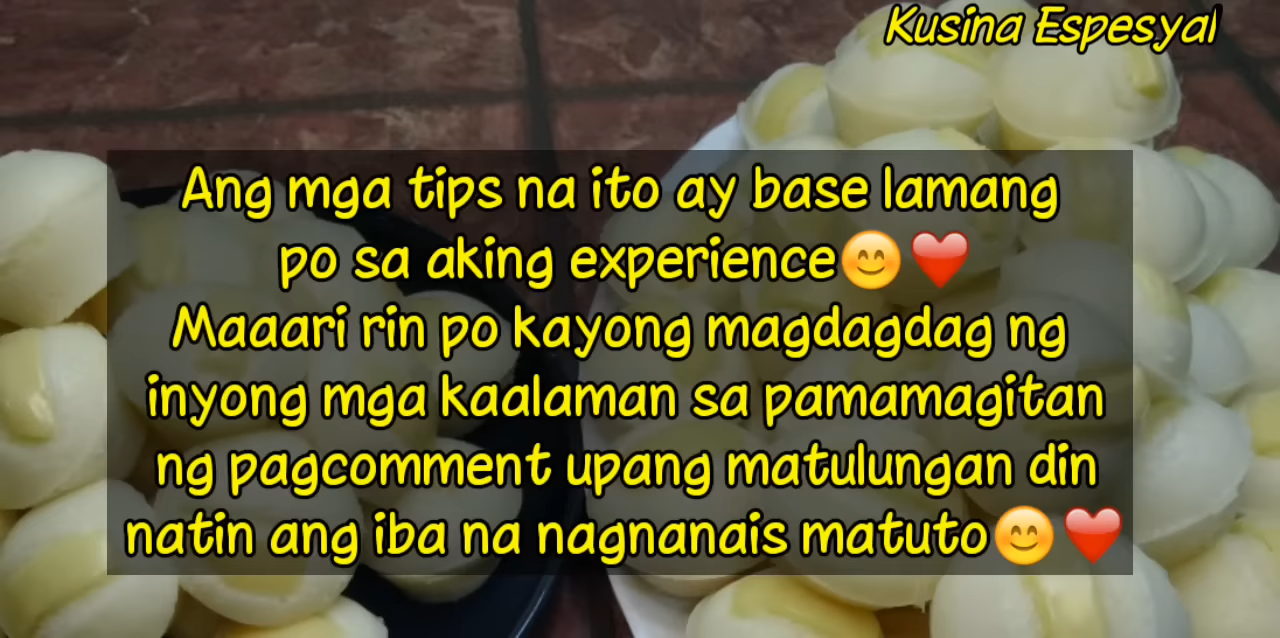 Kusina Espesyal
Ang mga tips na ito ay base lamang
po sa aking experience😊❤️
Maaari rin po kayong magdagdag ng
inyong mga kaalaman sa pamamagitan
ng pagcomment upang matulungan din
natin ang iba na nagnanais matuto😊❤️